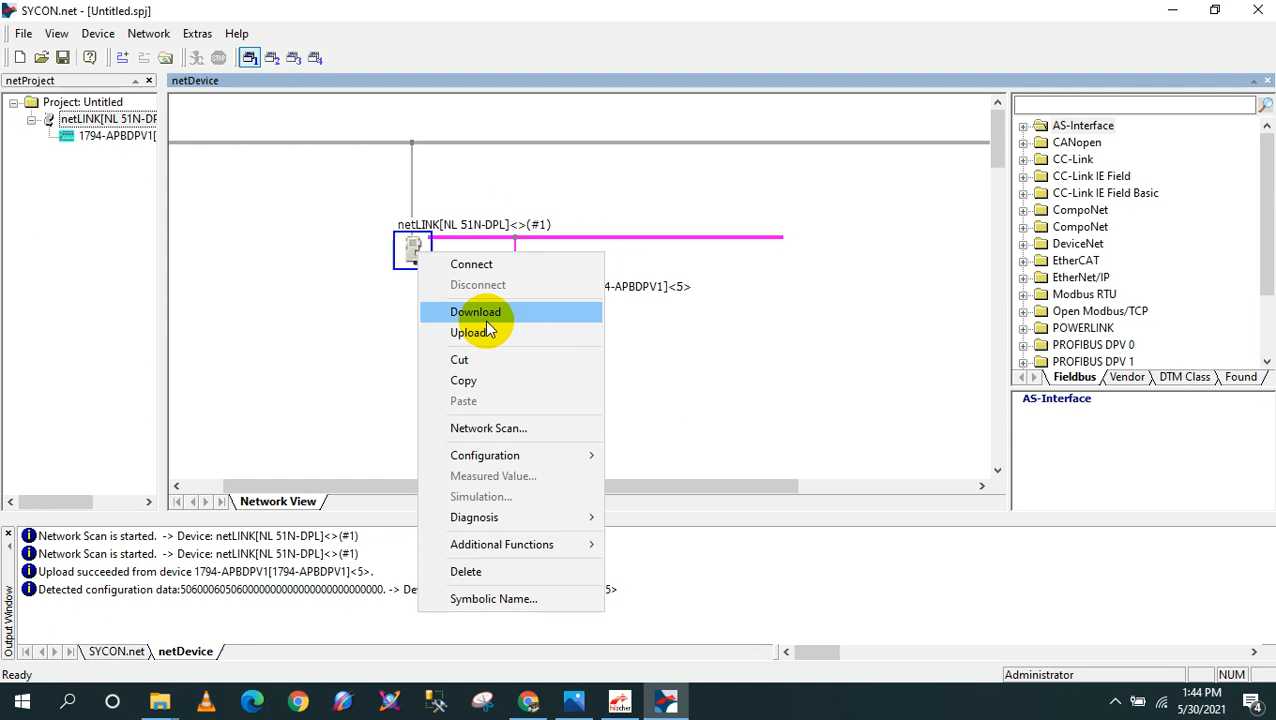 SYCON.net - [Untitled.spj]
File View Device Network Extras Help
netProject
netDevice
Project: Untitled
netLINK[NL 51N-DP
1794-APBDPV1[
netLINK[NL 51N-DPL]<>(#1)
4-APBDPV1]<5>
Connect
Disconnect
Download
Upload
Cut
Copy
Paste
Network Scan...
Configuration
Measured Value...
Simulation...
Diagnosis
Additional Functions
Delete
Symbolic Name...
Network View
AS-Interface
CANopen
CC-Link
CC-Link IE Field
CC-Link IE Field Basic
CompoNet
CompoNet
DeviceNet
EtherCAT
EtherNet/IP
Modbus RTU
Open Modbus/TCP
POWERLINK
PROFIBUS DPV 0
PROFIBUS DPV 1
Fieldbus Vendor DTM Class Found
AS-Interface
Network Scan is started. -> Device: netLINK[NL 51N-DPL]<>(#1)
Network Scan is started. -> Device: netLINK[NL 51N-DPL]<>(#1)
Upload succeeded from device 1794-APBDPV1[1794-APBDPV1]<5>.
5>
Output Window
SYCON.net netDevice
Ready
Administrator
NUM
1:44 PM
5/30/2021
4